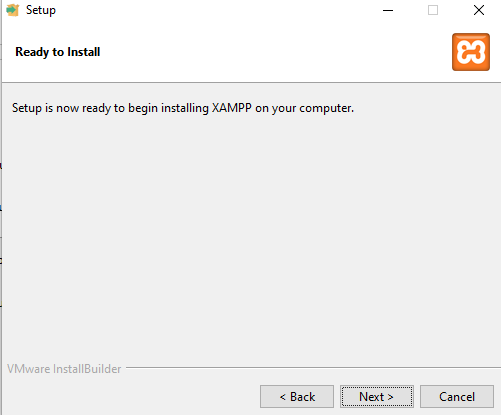 Setup
Ready to Install
Setup is now ready to begin installing XAMPP on your computer.
VMware InstallBuilder
< Back
Next >
Cancel